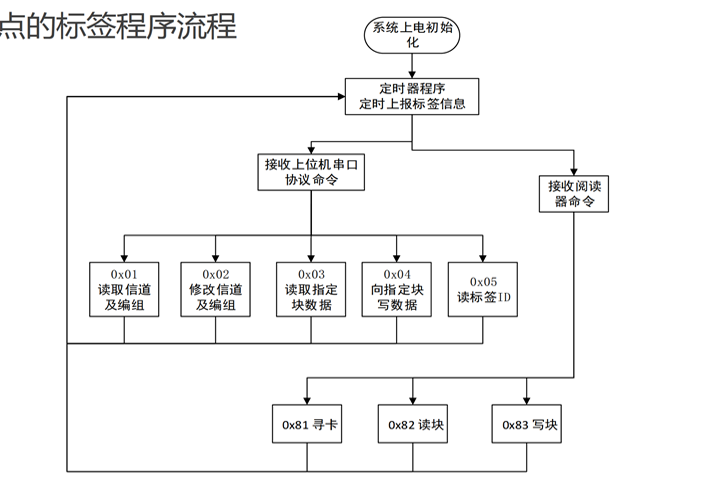 点的标签程序流程
系统上电初始
化
定时器程序
定时上报标签信息
接收上位机串口
协议命令
接收阅读
器命令
0x01
读取信道
及编组
0x02
修改信道
及编组
0x03
读取指定
块数据
0x04
向指定块
写数据
0x05
读标签ID
0x81 寻卡
0x82 读块
0x83 写块